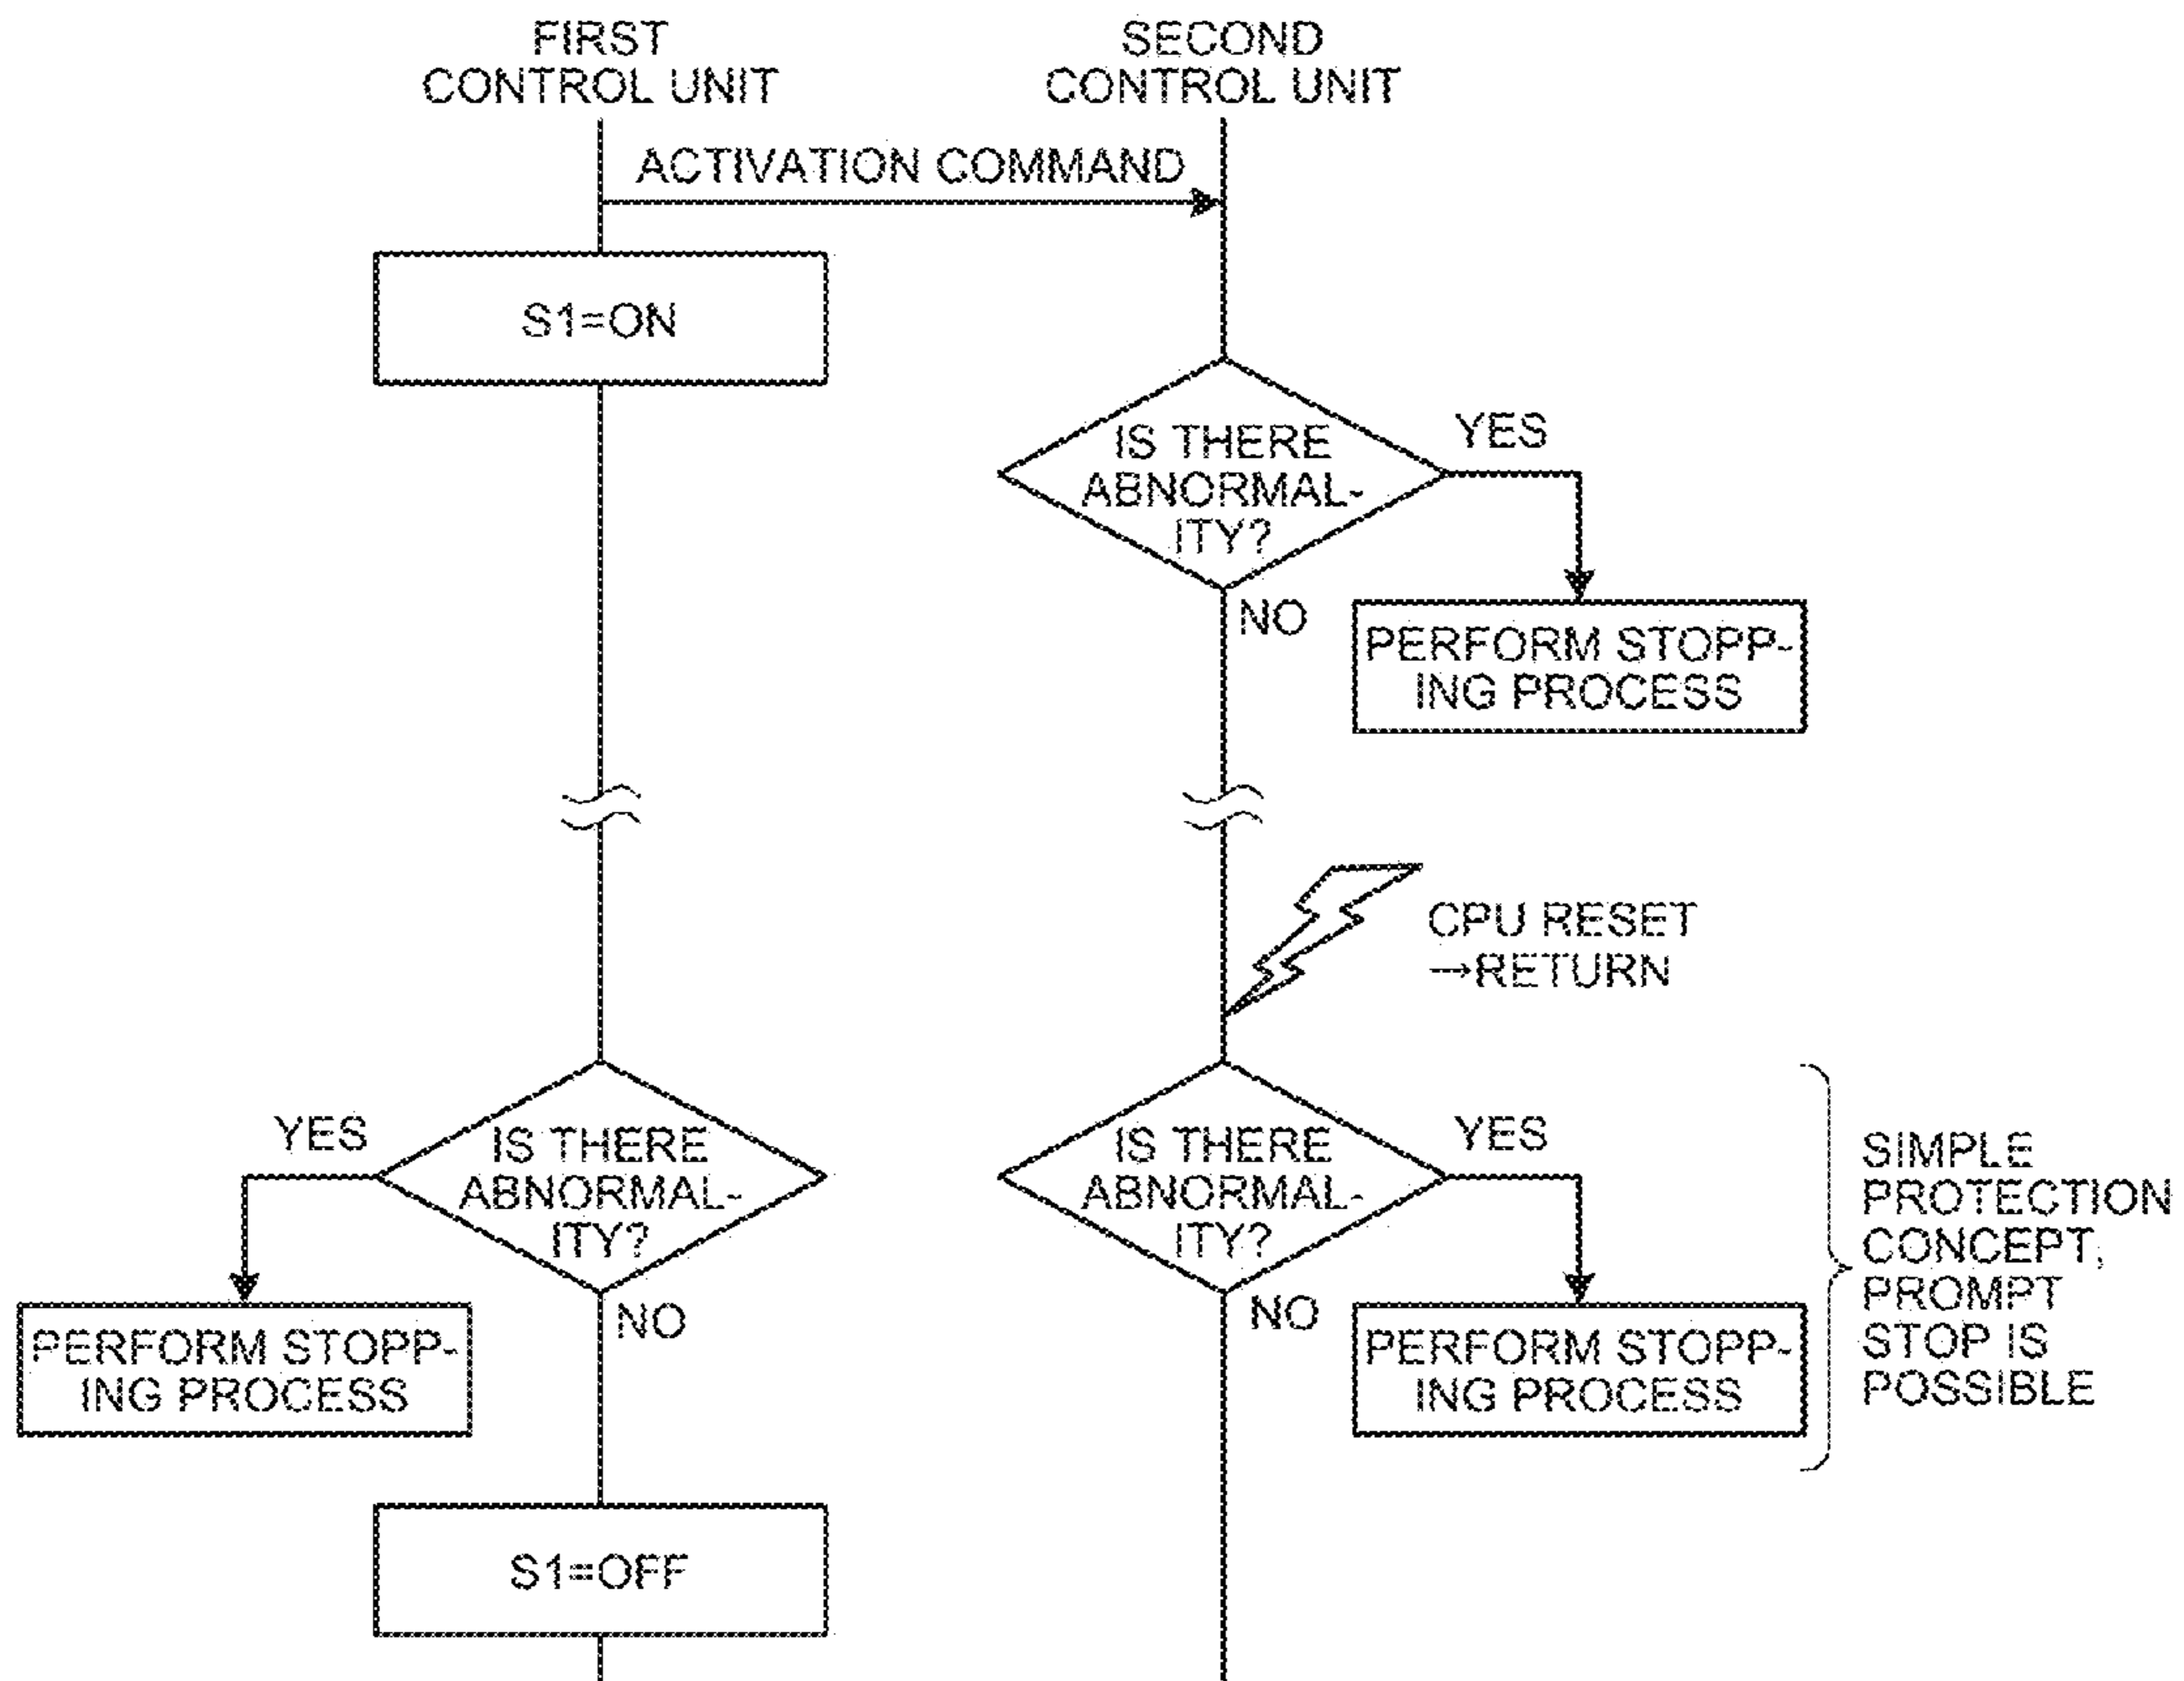 FIRST
CONTROL UNIT
SECOND
CONTROL UNIT
ACTIVATION COMMAND
S1=ON
IS THERE
ABNORMAL-
ITY?
YES
NO
PERFORM STOPP-
ING PROCESS
CPU RESET
→RETURN
YES
IS THERE
ABNORMAL-
ITY?
NO
PERFORM STOPP-
ING PROCESS
IS THERE
ABNORMAL-
ITY?
YES
NO
PERFORM STOPP-
ING PROCESS
SIMPLE
PROTECTION
CONCEPT,
PROMPT
STOP IS
POSSIBLE
S1=OFF